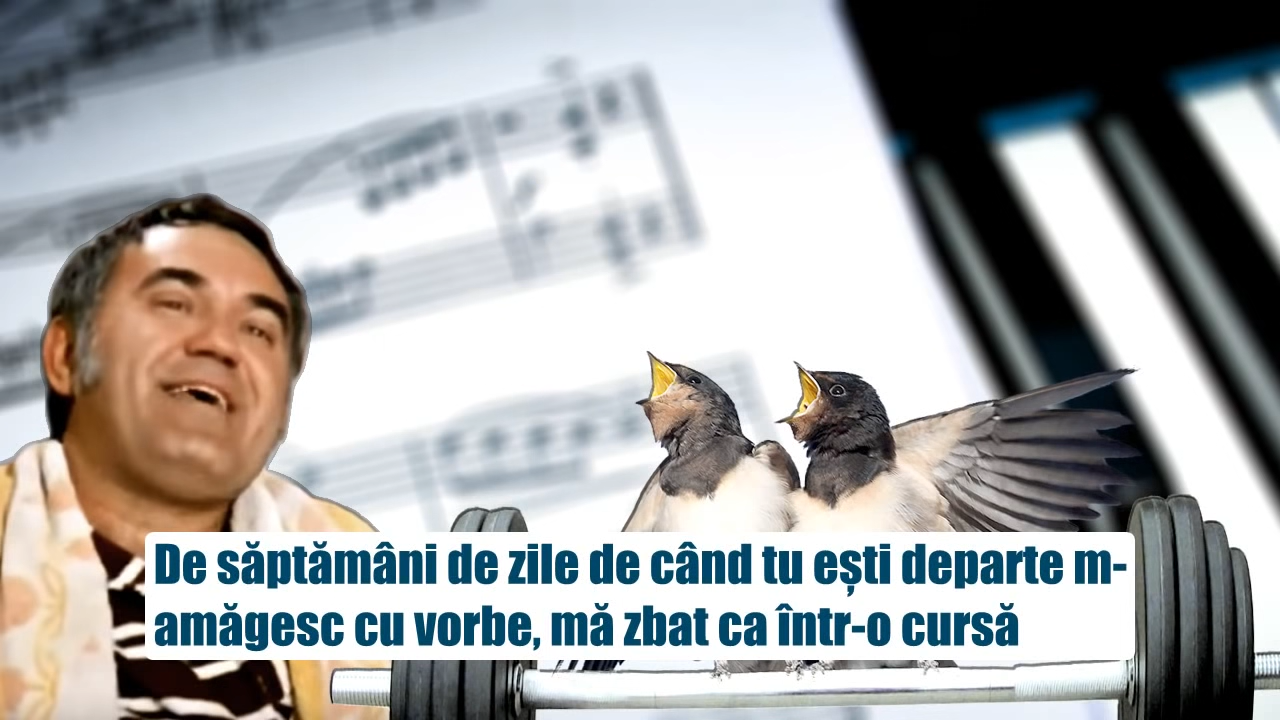 De săptămâni de zile de când tu ești departe m-
amăgesc cu vorbe, mă zbat ca într-o cursă